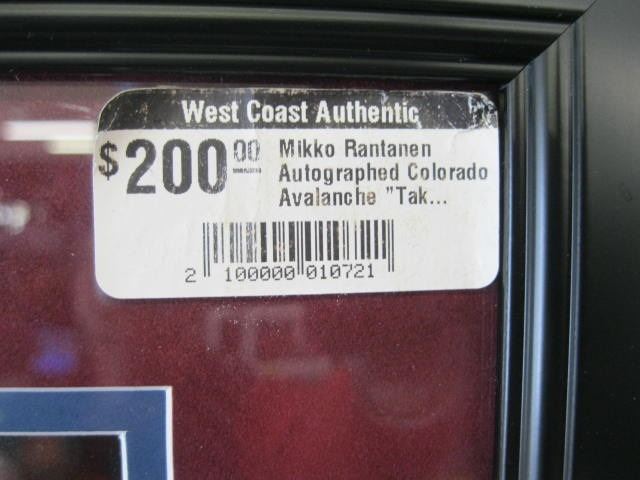 West Coast Authentic
$200.00
Mikko Rantanen
Autographed Colorado
Avalanche "Tak...
2 100000 010721